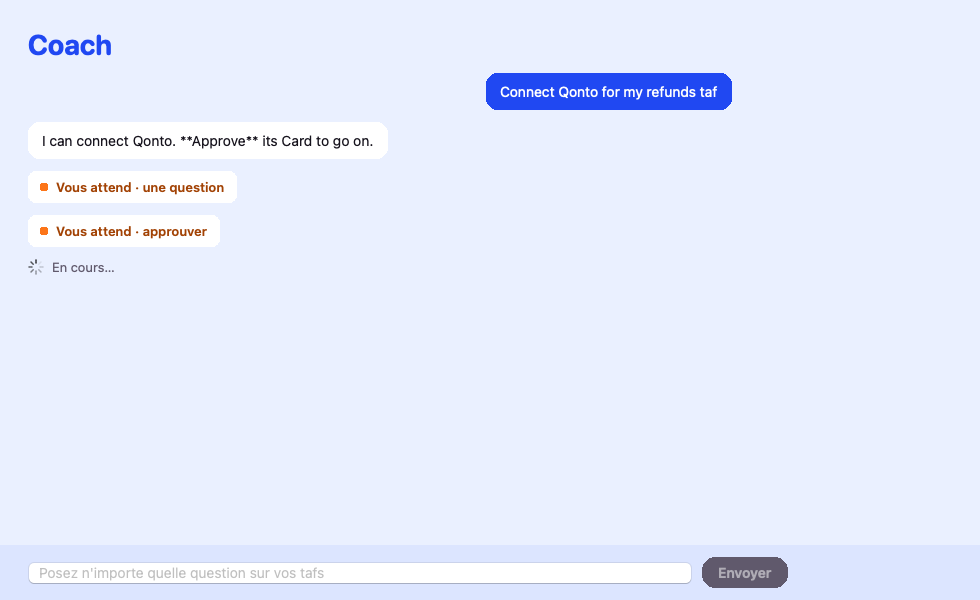 Coach
Connect Qonto for my refunds taf
I can connect Qonto. **Approve** its Card to go on.
Vous attend · une question
Vous attend · approuver
En cours...
Posez n'importe quelle question sur vos tafs
Envoyer